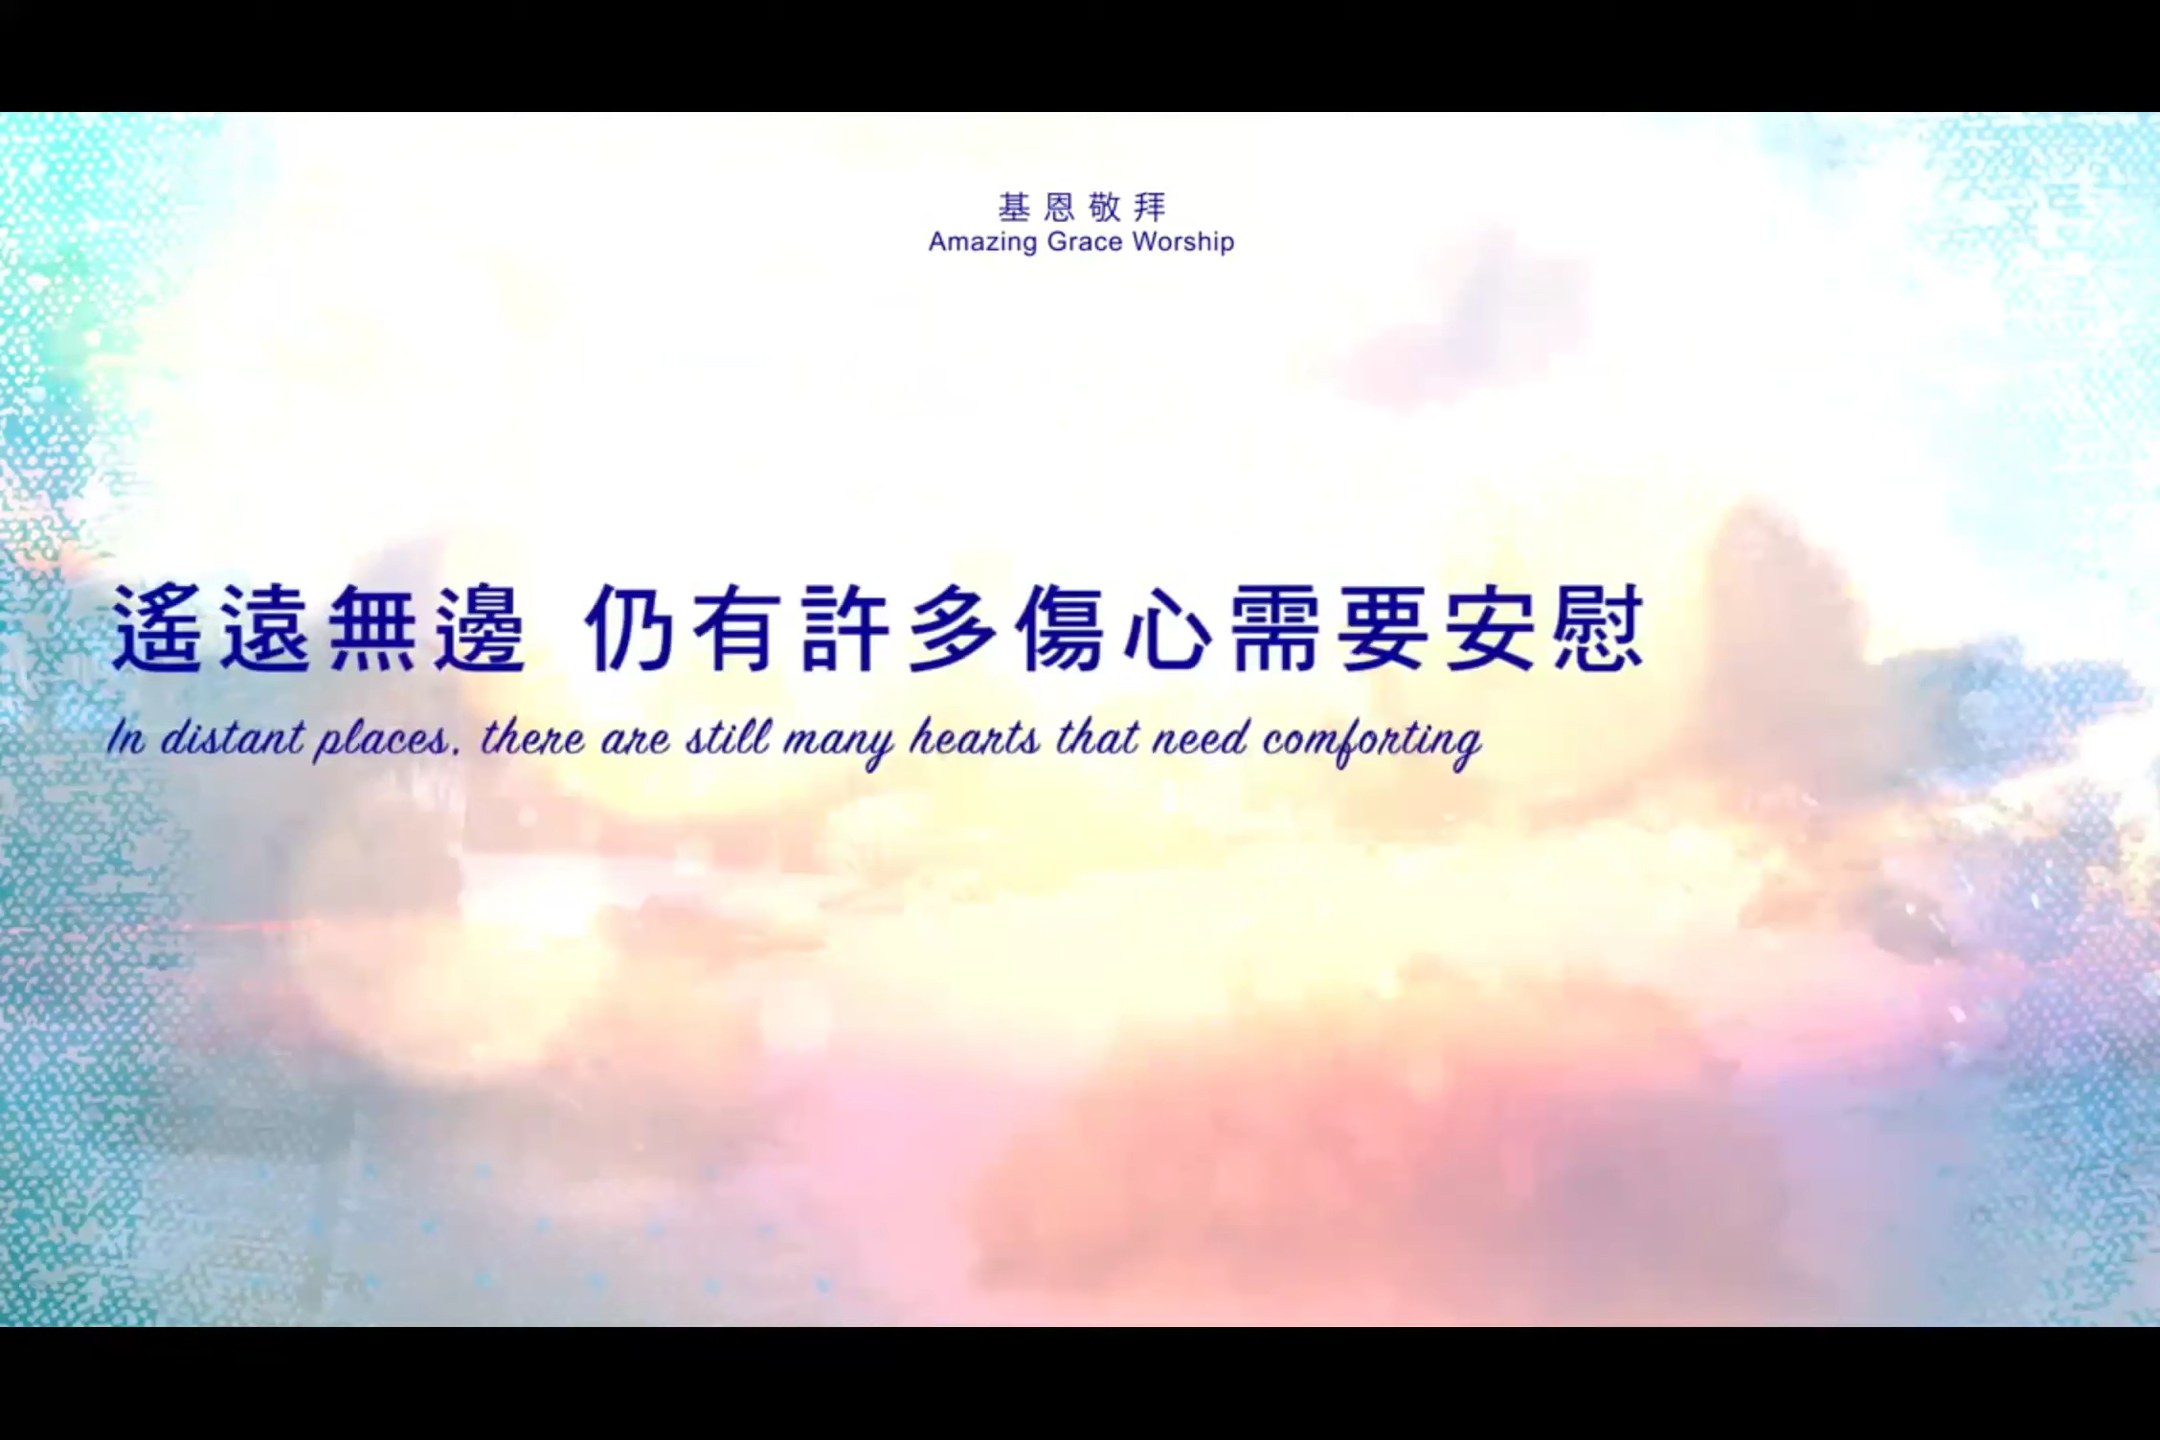 基恩敬拜
Amazing Grace Worship
遙遠無邊 仍有許多傷心需要安慰
In distant places, there are still many hearts that need comforting